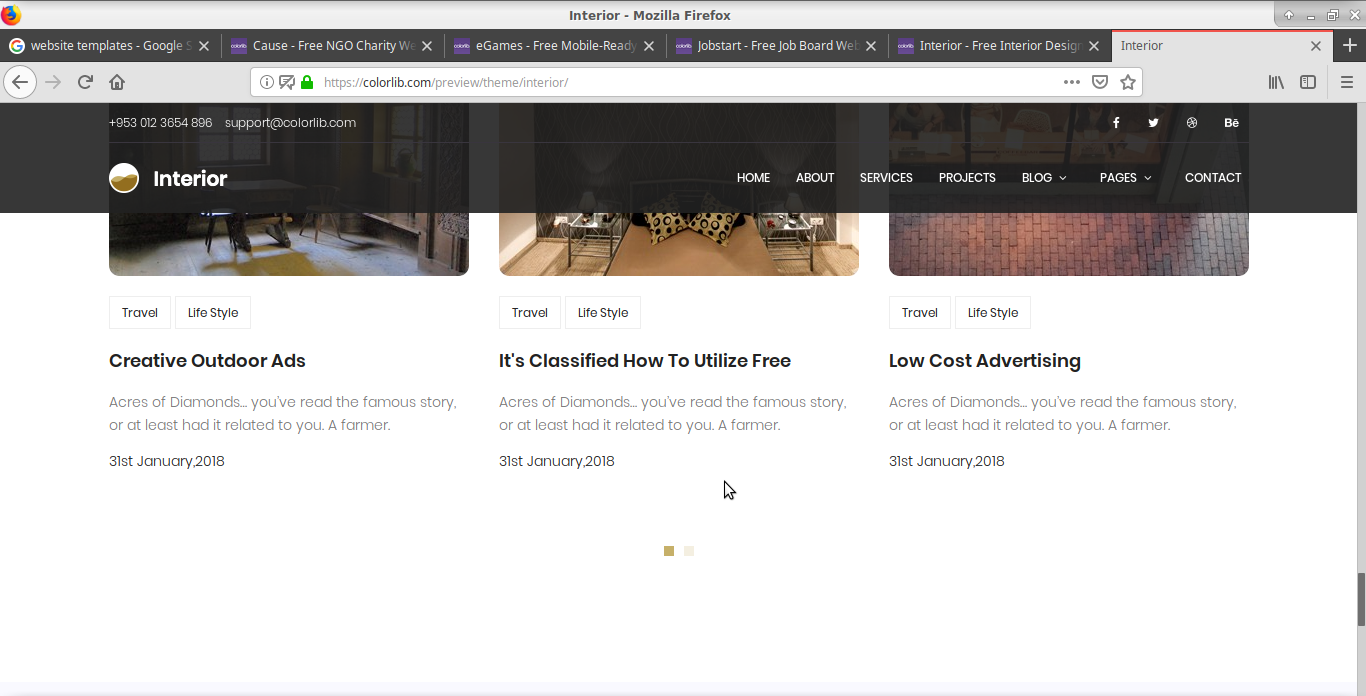 Interior - Mozilla Firefox
website templates - Google S
Cause - Free NGO Charity We
eGames - Free Mobile-Ready
Jobstart - Free Job Board Web
Interior - Free Interior Design
Interior
https://colorlib.com/preview/theme/interior/
+953 012 3654 896 support@colorlib.com
Bē
Interior
HOME ABOUT SERVICES PROJECTS BLOG PAGES CONTACT
Travel Life Style
Travel Life Style
Travel Life Style
Creative Outdoor Ads
It's Classified How To Utilize Free
Low Cost Advertising
Acres of Diamonds... you've read the famous story,
or at least had it related to you. A farmer.
Acres of Diamonds... you've read the famous story,
or at least had it related to you. A farmer.
Acres of Diamonds... you've read the famous story,
or at least had it related to you. A farmer.
31st January,2018
31st January,2018
31st January,2018